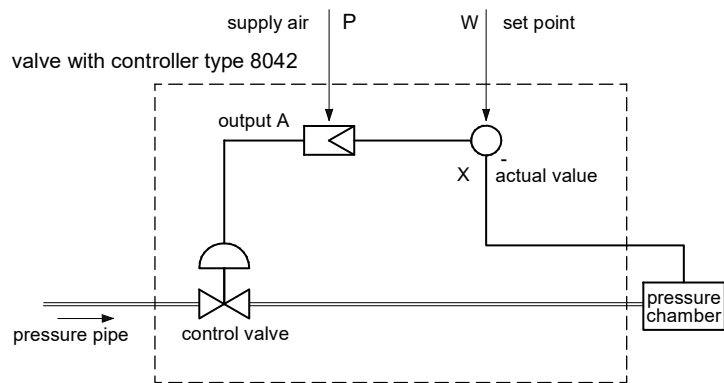 supply air P W set point
valve with controller type 8042
output A
-
X actual value
pressure
chamber
pressure pipe control valve